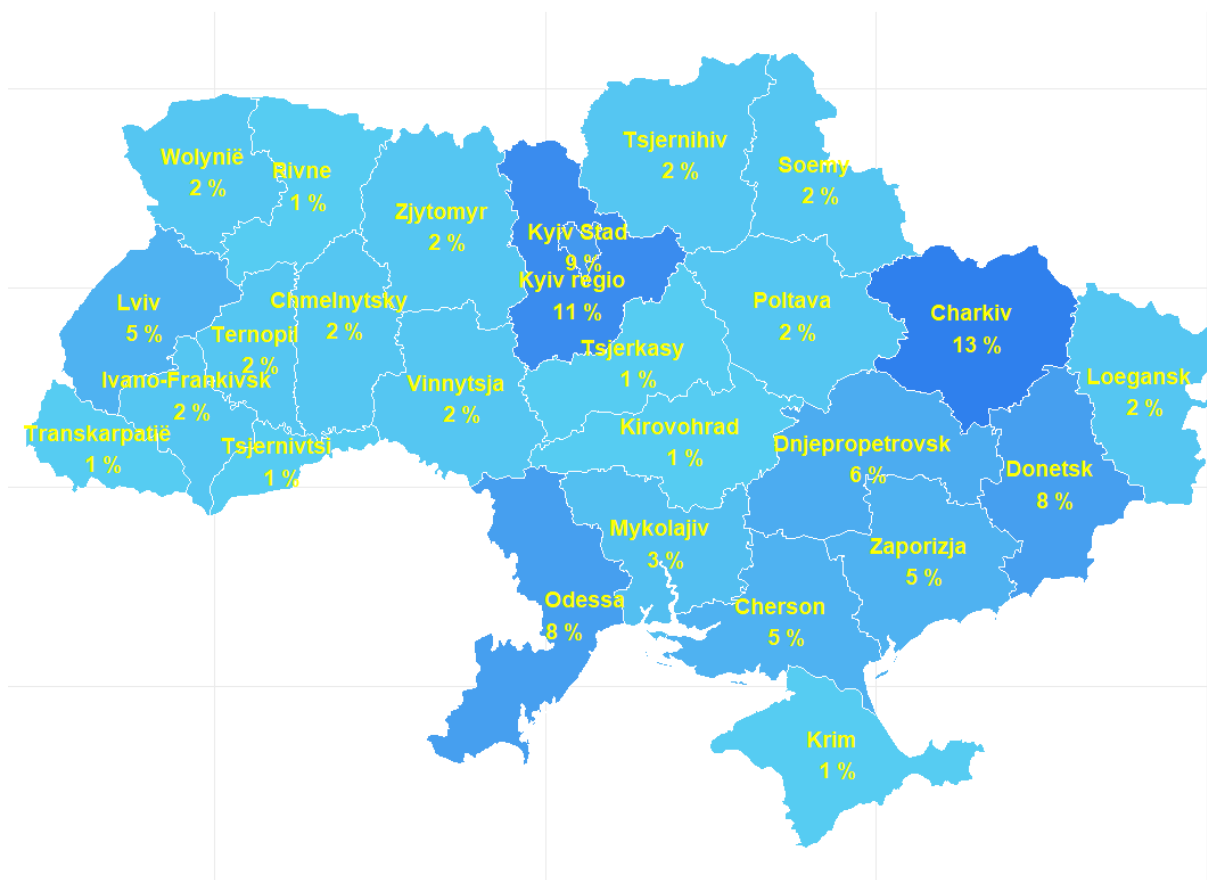 Tsjernihiv
2 %
Wolynië
2 %
Rivne
1 %
Soemy
2 %
Zjytomyr
2 %
Kyiv Stad
9 %
Kyiv regio
11 %
Lviv
5 %
Chmelnytsky
2 %
Poltava
2 %
Charkiv
13 %
Ternopil
2 %
Tsjerkasy
1 %
Ivano-Frankivsk
2 %
Vinnytsja
2 %
Loegansk
2 %
Transkarpatië
1 %
Tsjernivtsi
1 %
Kirovohrad
1 %
Dnjepropetrovsk
6 %
Donetsk
8 %
Mykolajiv
3 %
Zaporizja
5 %
Odessa
8 %
Cherson
5 %
Krim
1 %